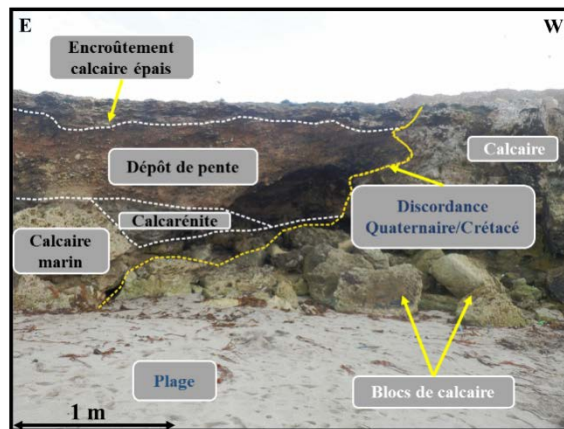 E
W
Encroûtement
calcaire épais
Dépôt de pente
Calcaire
Calcarénite
Discordance
Quaternaire/Crétacé
Calcaire
marin
Plage
Blocs de calcaire
1 m